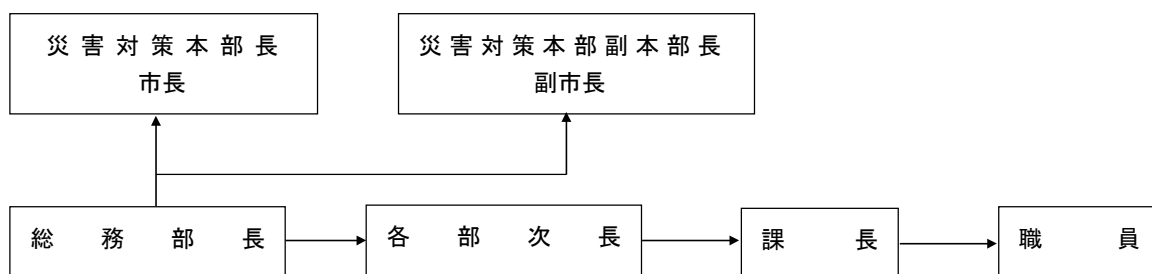 災害対策本部長
市長
災害対策本部副本部長
副市長
総務部長
各部次長
課長
職員